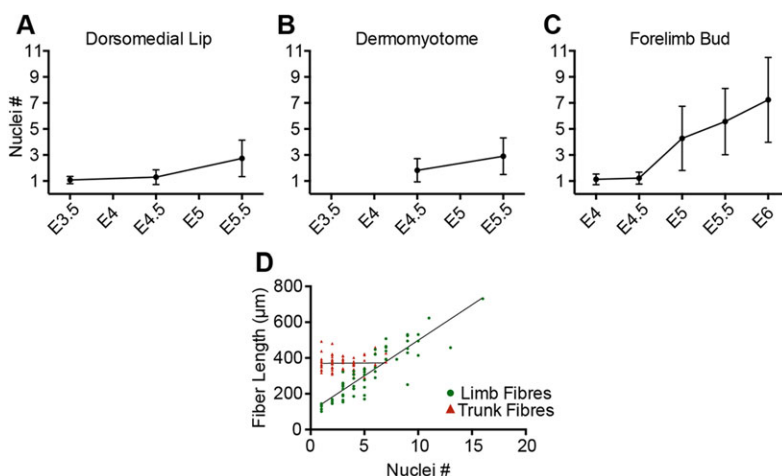 A
Dorsomedial Lip
Nuclei #
11
9
7
5
3
1
E3.5
E4
E4.5
E5
E5.5
B
Dermomyotome
11
9
7
5
3
1
E3.5
E4
E4.5
E5
E5.5
C
Forelimb Bud
11
9
7
5
3
1
E4
E4.5
E5
E5.5
E6
D
Fiber Length (µm)
800
600
400
200
0
0
5
10
15
20
Nuclei #
Limb Fibres
Trunk Fibres